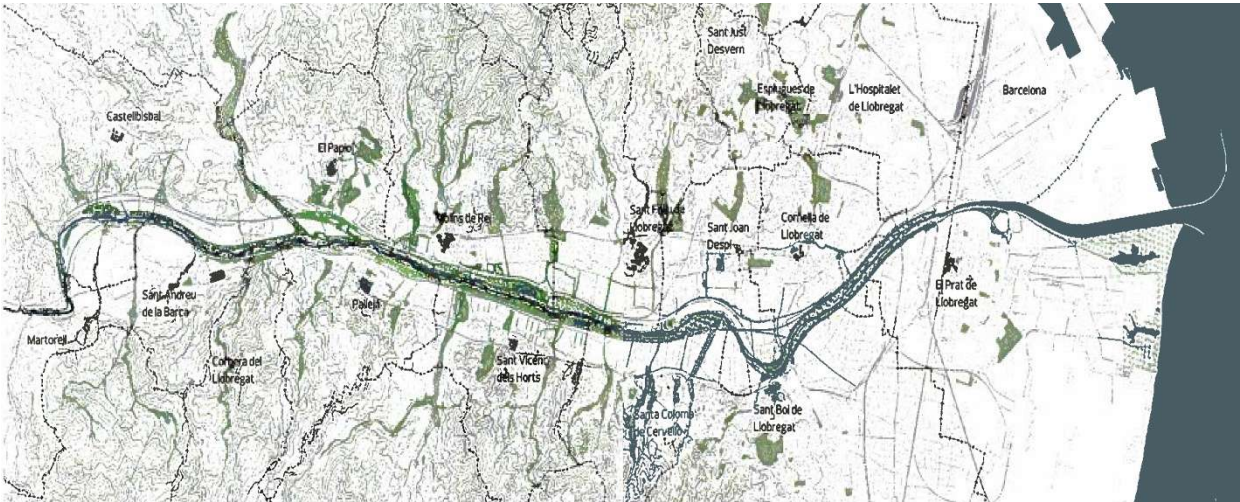 Sant Just
Desvern
Esplugues de
Llobregat
L'Hospitalet
de Llobregat
Barcelona
Castellbisbal
El Papiol
Molins de Rei
Sant Feliu de
Llobregat
Sant Joan
Despí
Cornellà de
Llobregat
Sant Andreu
de la Barca
Pallejà
El Prat de
Llobregat
Martorell
Corbera del
Llobregat
Sant Vicenç
dels Horts
Santa Coloma
de Cervelló
Sant Boi de
Llobregat